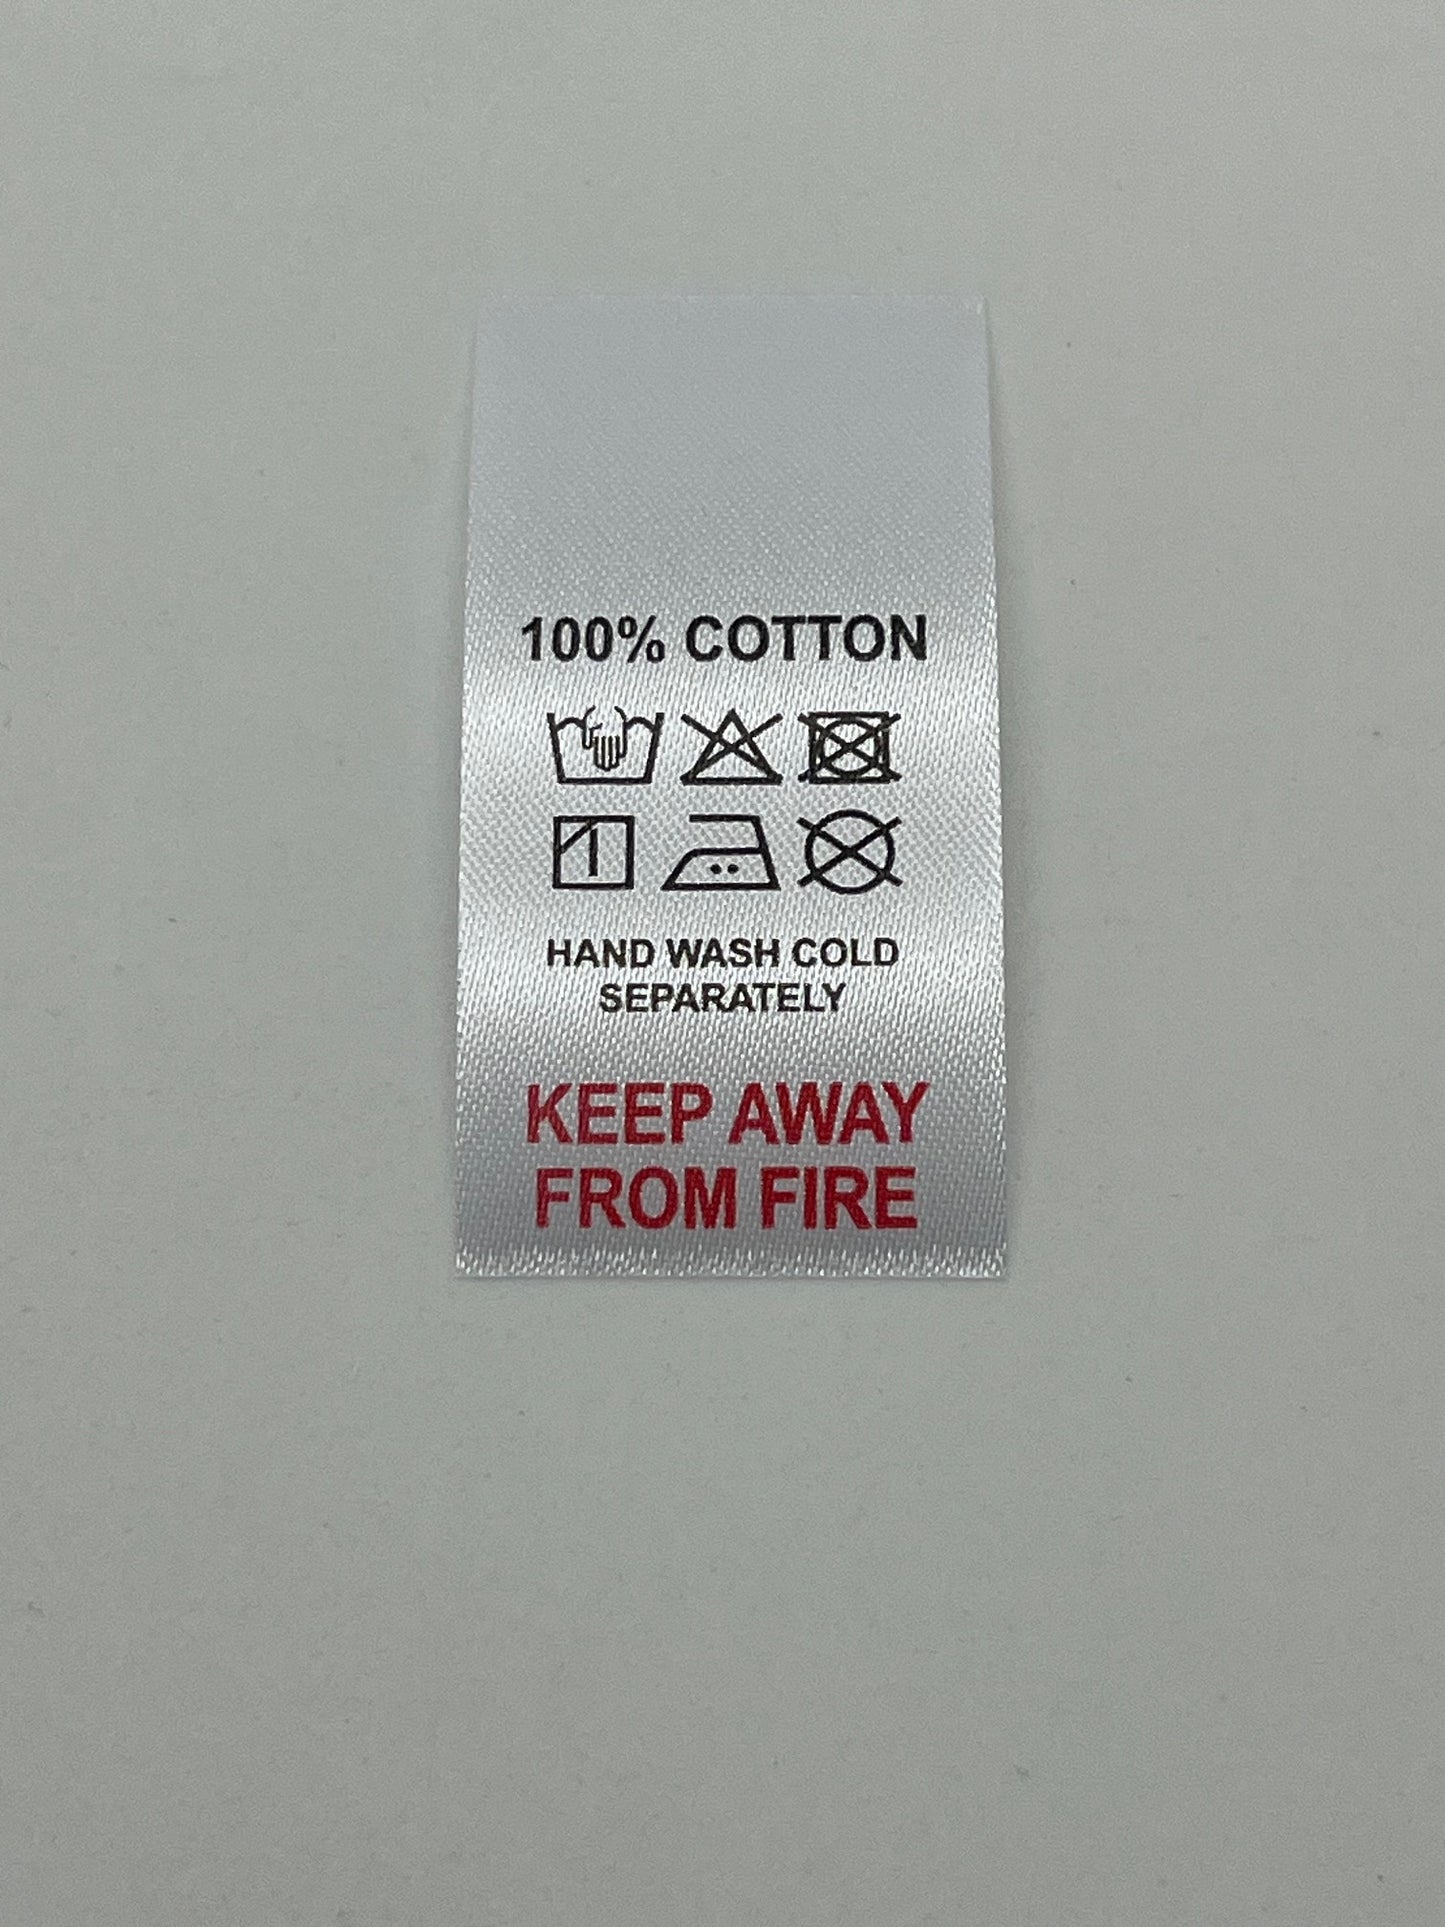 100% COTTON
HAND WASH COLD
SEPARATELY
KEEP AWAY
FROM FIRE